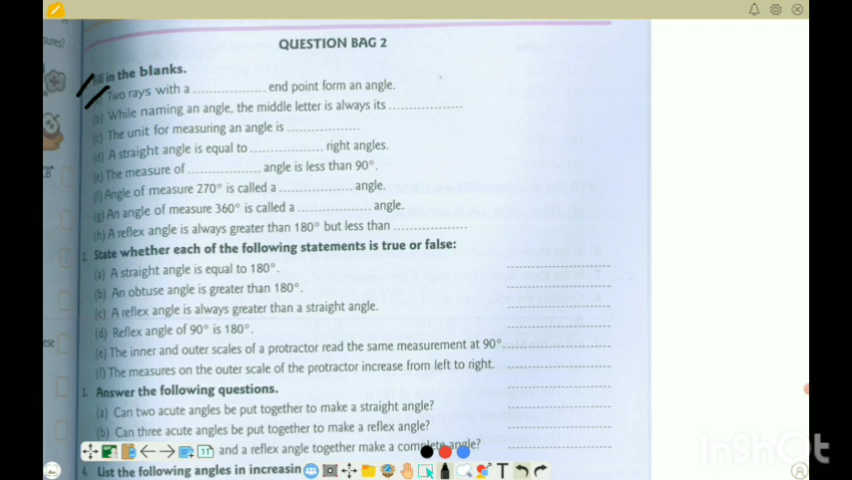 sures?
QUESTION BAG 2
Fill in the blanks.
Two rays with a ........................ end point form an angle.
(b) While naming an angle, the middle letter is always its ........................
(c) The unit for measuring an angle is ........................
(d) A straight angle is equal to ........................ right angles.
(e) The measure of ........................ angle is less than 90°.
(f) Angle of measure 270° is called a ........................ angle.
(g) An angle of measure 360° is called a ........................ angle.
(h) A reflex angle is always greater than 180° but less than ........................
2. State whether each of the following statements is true or false:
(a) A straight angle is equal to 180°.
(b) An obtuse angle is greater than 180°.
(c) A reflex angle is always greater than a straight angle.
(d) Reflex angle of 90° is 180°.
(e) The inner and outer scales of a protractor read the same measurement at 90°.
(f) The measures on the outer scale of the protractor increase from left to right.
ese
3. Answer the following questions.
(a) Can two acute angles be put together to make a straight angle?
(b) Can three acute angles be put together to make a reflex angle?
and a reflex angle together make a complete angle?
4. List the following angles in increasin
11
T
InShOt